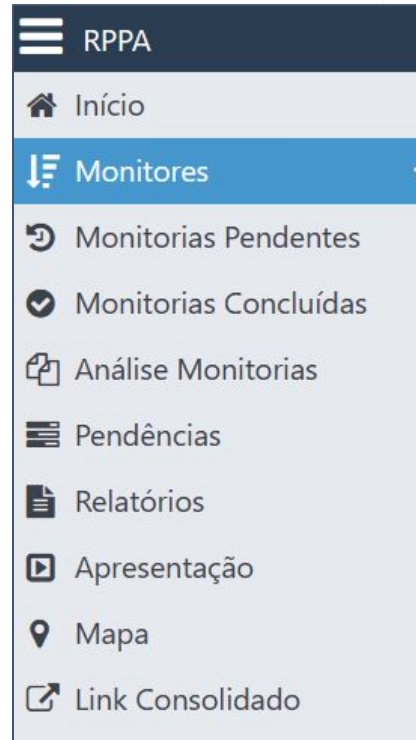 RPPA
Início
Monitores
Monitorias Pendentes
Monitorias Concluídas
Análise Monitorias
Pendências
Relatórios
Apresentação
Mapa
Link Consolidado